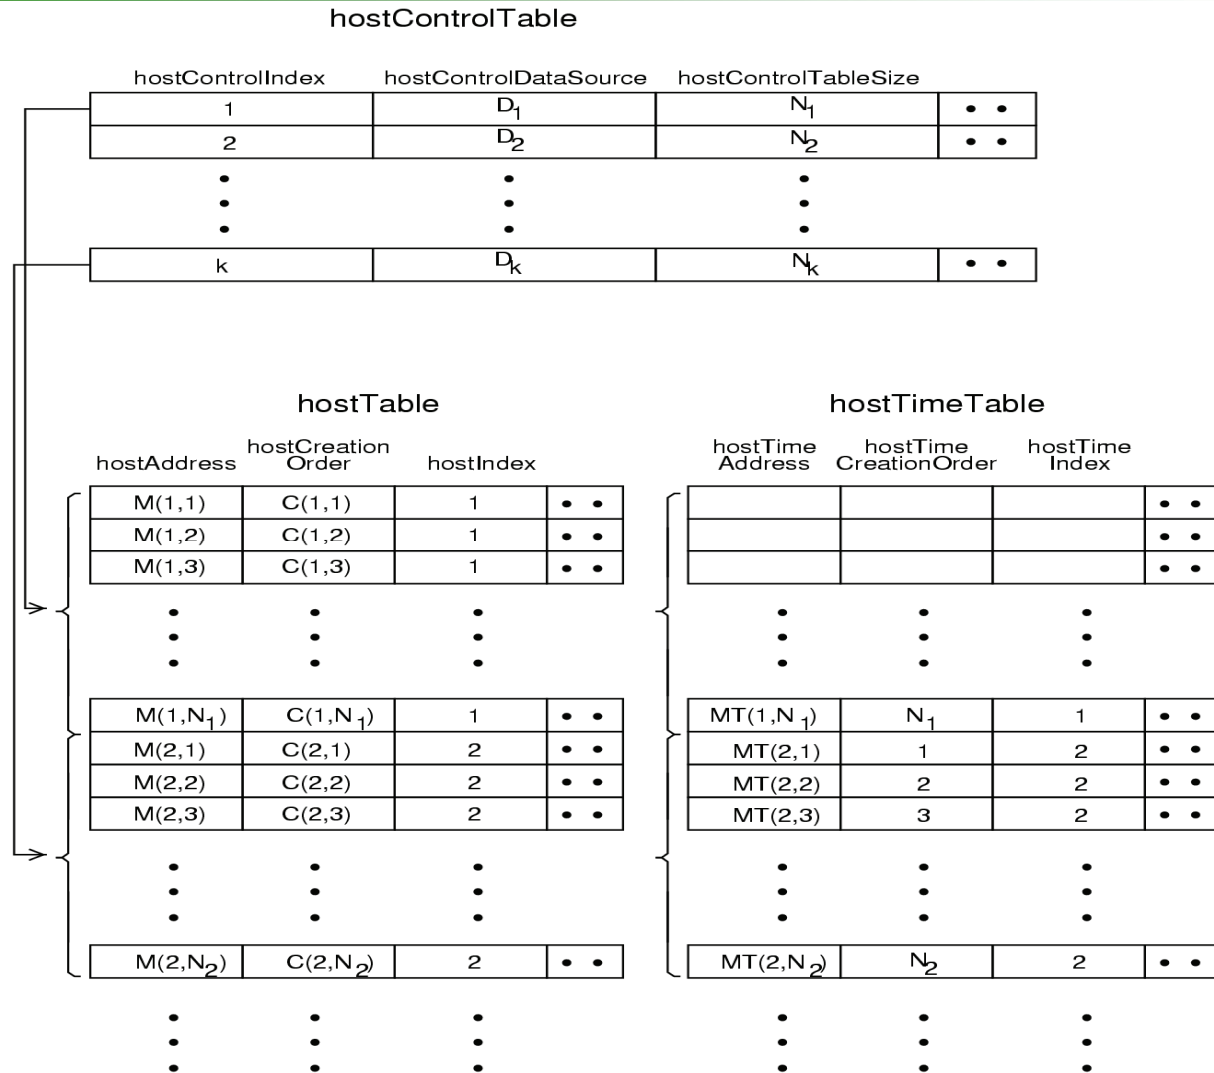 hostControlTable
hostControlIndex hostControlDataSource hostControlTableSize
1 D1 N1
2 D2 N2
k Dk Nk
hostTable
hostAddress hostCreation Order hostIndex
M(1,1) C(1,1) 1
M(1,2) C(1,2) 1
M(1,3) C(1,3) 1
M(1,N1) C(1,N1) 1
M(2,1) C(2,1) 2
M(2,2) C(2,2) 2
M(2,3) C(2,3) 2
M(2,N2) C(2,N2) 2
hostTimeTable
hostTime Address hostTime CreationOrder hostTime Index
MT(1,N1) N1 1
MT(2,1) 1 2
MT(2,2) 2 2
MT(2,3) 3 2
MT(2,N2) N2 2